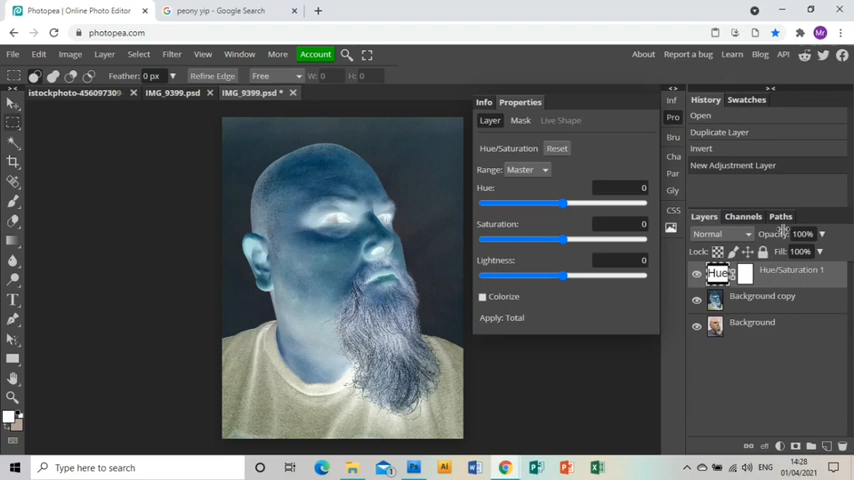 Photopea | Online Photo Editor
peony yip - Google Search
photopea.com
Mr
File Edit Image Layer Select Filter View Window More Account
About Report a bug Learn Blog API
Feather: 0 px Refine Edge Free W: 0 H: 0
istockphoto-45609730 IMG_9399.psd IMG_9399.psd *
Info Properties
Layer Mask Live Shape
Hue/Saturation Reset
Range: Master
Hue: 0
Saturation: 0
Lightness: 0
Colorize
Apply: Total
Inf
Pro
Bru
Cha
Par
Gly
CSS
History Swatches
Open
Duplicate Layer
Invert
New Adjustment Layer
Layers Channels Paths
Normal Opacity: 100%
Lock: Fill: 100%
Hue Hue/Saturation 1
Background copy
Background
eff
Type here to search
ENG
14:28
01/04/2021